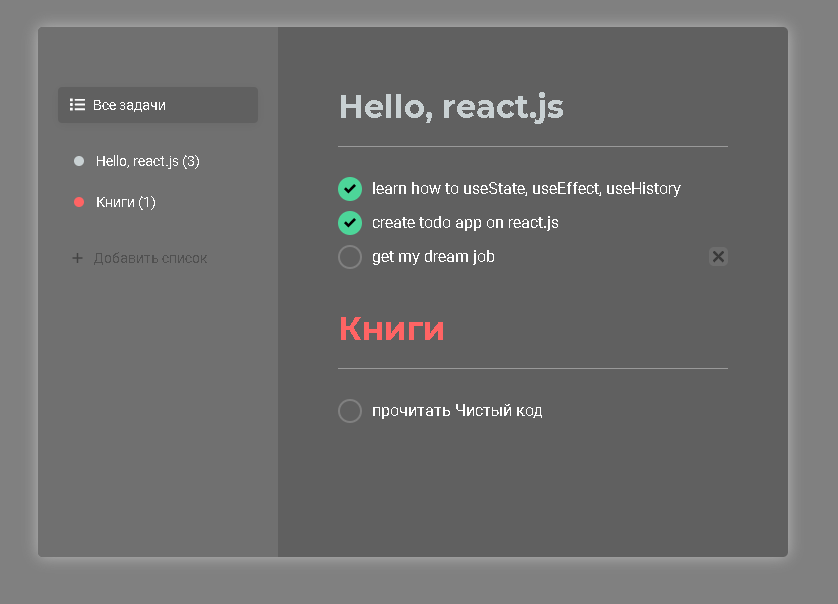 Все задачи
Hello, react.js (3)
Книги (1)
Добавить список
Hello, react.js
learn how to useState, useEffect, useHistory
create todo app on react.js
get my dream job
Книги
прочитать Чистый код